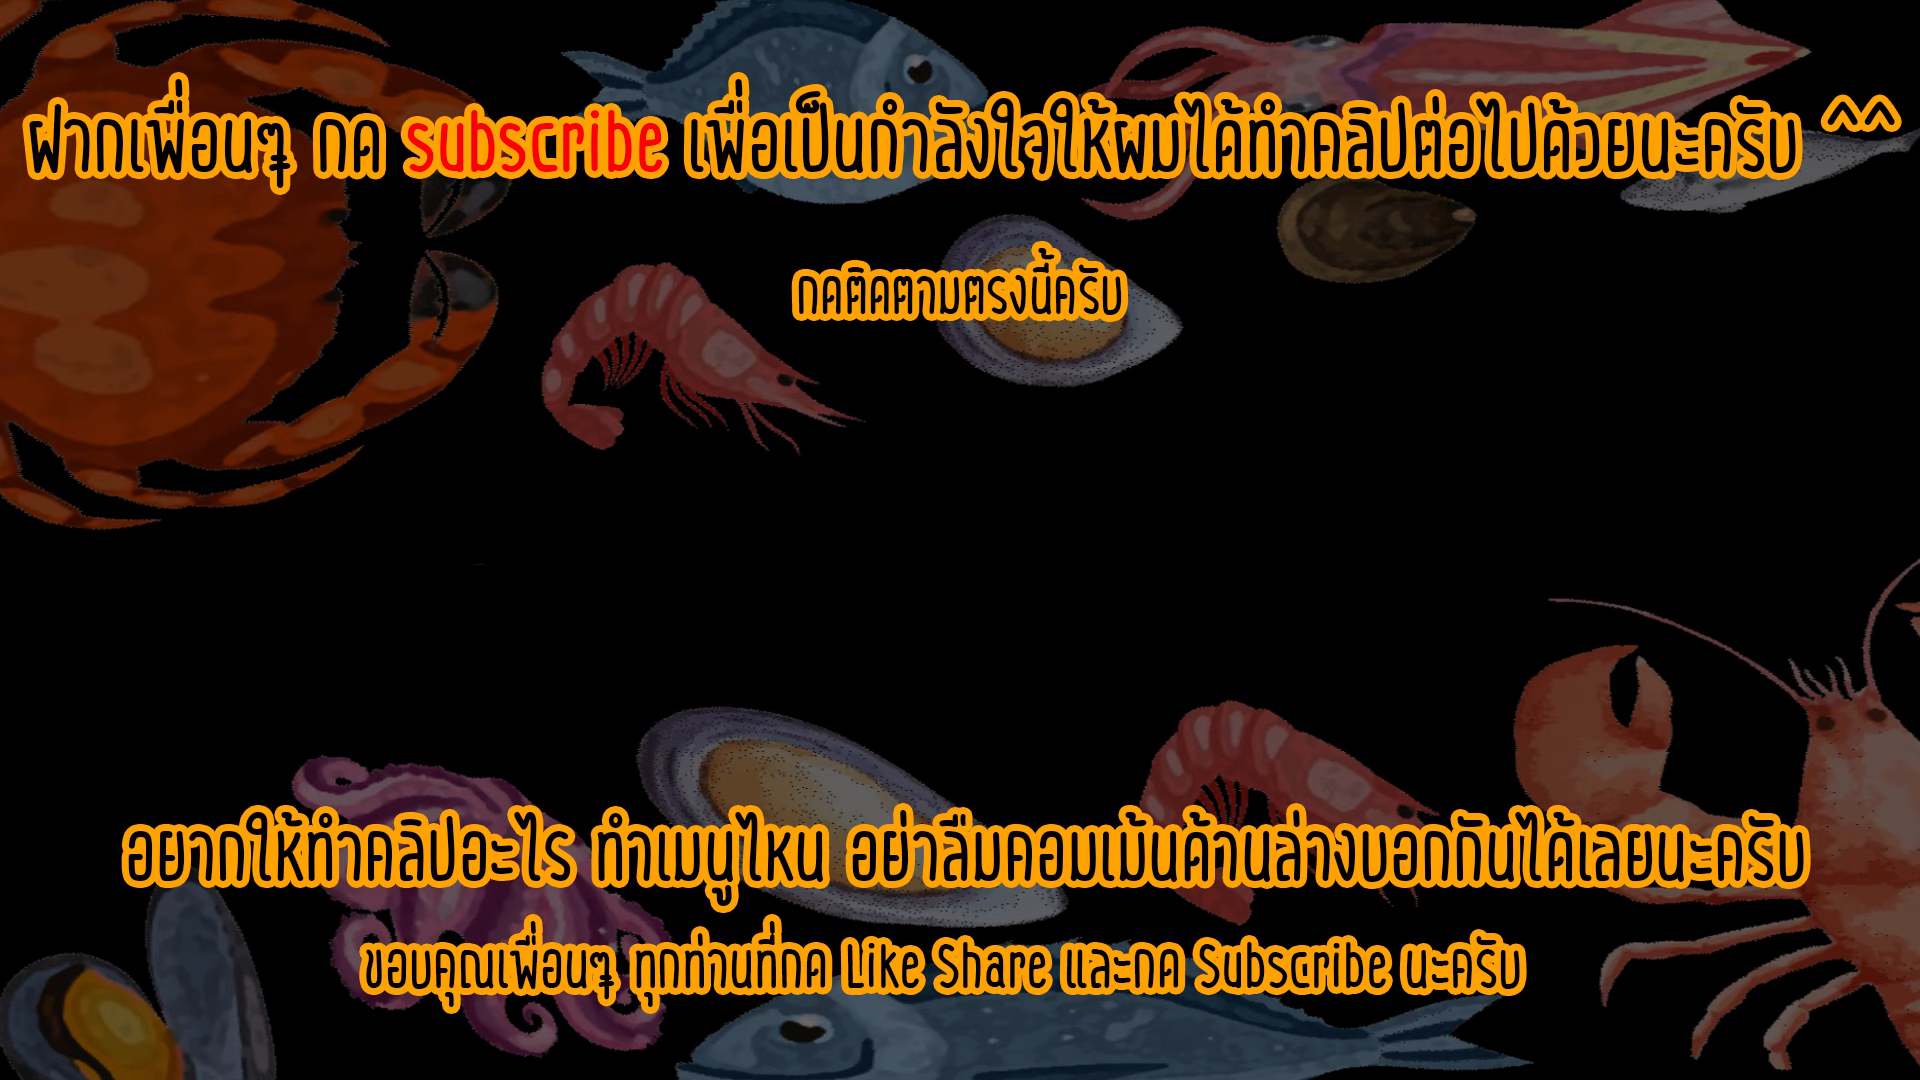 ฝากเพื่อนๆ กด subscribe เพื่อเป็นกำลังใจให้ผมได้ทำคลิปต่อไปด้วยนะครับ ^^
กดติดตามตรงนี้ครับ
อยากให้ทำคลิปอะไร ทำเมนูไหน อย่าลืมคอมเม้นด้านล่างบอกกันได้เลยนะครับ
ขอบคุณเพื่อนๆ ทุกท่านที่กด Like Share และกด Subscribe นะครับ